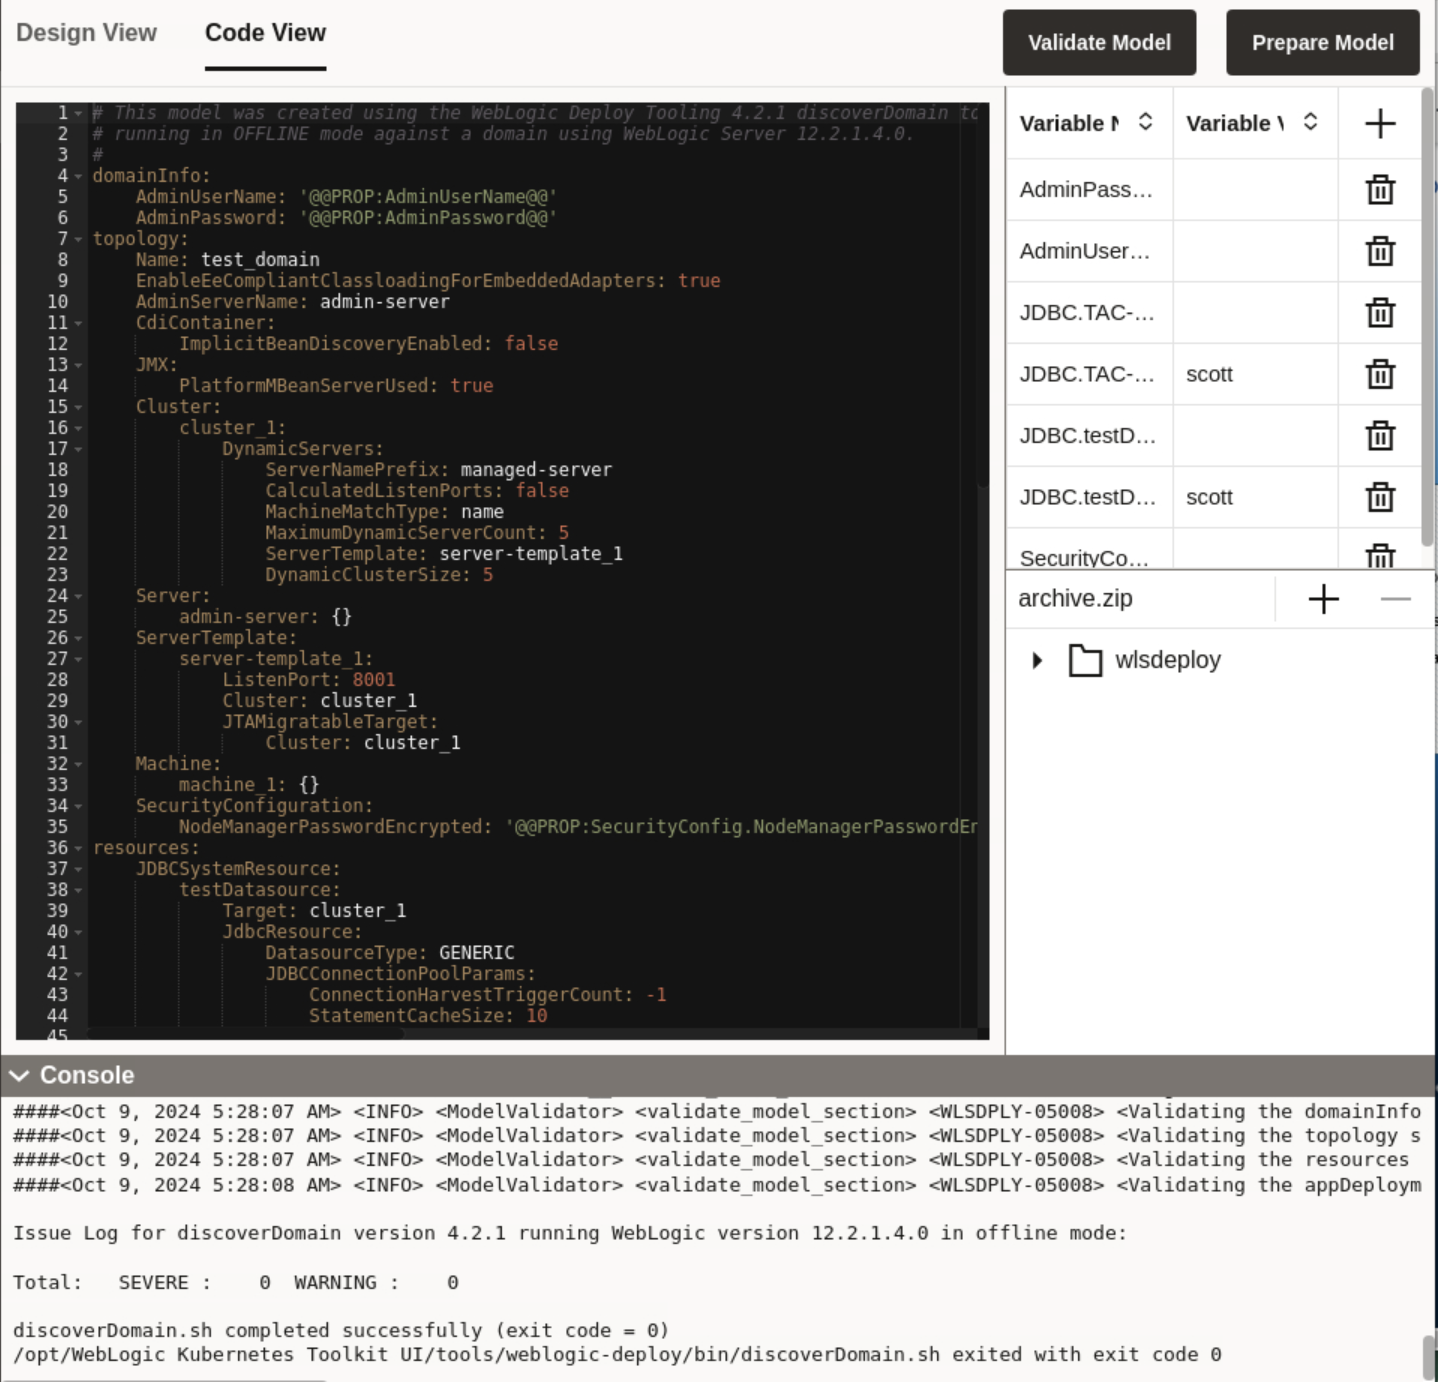 Design View Code View Validate Model Prepare Model
1 # This model was created using the WebLogic Deploy Tooling 4.2.1 discoverDomain to
2 # running in OFFLINE mode against a domain using WebLogic Server 12.2.1.4.0.
3 #
4 domainInfo:
5 AdminUserName: '@@PROP:AdminUserName@@'
6 AdminPassword: '@@PROP:AdminPassword@@'
7 topology:
8 Name: test_domain
9 EnableEeCompliantClassloadingForEmbeddedAdapters: true
10 AdminServerName: admin-server
11 CdiContainer:
12 ImplicitBeanDiscoveryEnabled: false
13 JMX:
14 PlatformMBeanServerUsed: true
15 Cluster:
16 cluster_1:
17 DynamicServers:
18 ServerNamePrefix: managed-server
19 CalculatedListenPorts: false
20 MachineMatchType: name
21 MaximumDynamicServerCount: 5
22 ServerTemplate: server-template_1
23 DynamicClusterSize: 5
24 Server:
25 admin-server: {}
26 ServerTemplate:
27 server-template_1:
28 ListenPort: 8001
29 Cluster: cluster_1
30 JTAMigratableTarget:
31 Cluster: cluster_1
32 Machine:
33 machine_1: {}
34 SecurityConfiguration:
35 NodeManagerPasswordEncrypted: '@@PROP:SecurityConfig.NodeManagerPasswordEn
36 resources:
37 JDBCSystemResource:
38 testDatasource:
39 Target: cluster_1
40 JdbcResource:
41 DatasourceType: GENERIC
42 JDBCConnectionPoolParams:
43 ConnectionHarvestTriggerCount: -1
44 StatementCacheSize: 10
45
Variable N Variable V
AdminPass...
AdminUser...
JDBC.TAC-...
JDBC.TAC-... scott
JDBC.testD...
JDBC.testD... scott
SecurityCo...
archive.zip
wlsdeploy
Console
####<Oct 9, 2024 5:28:07 AM> <INFO> <ModelValidator> <validate_model_section> <WLSDPLY-05008> <Validating the domainInfo
####<Oct 9, 2024 5:28:07 AM> <INFO> <ModelValidator> <validate_model_section> <WLSDPLY-05008> <Validating the topology s
####<Oct 9, 2024 5:28:07 AM> <INFO> <ModelValidator> <validate_model_section> <WLSDPLY-05008> <Validating the resources
####<Oct 9, 2024 5:28:08 AM> <INFO> <ModelValidator> <validate_model_section> <WLSDPLY-05008> <Validating the appDeploym
Issue Log for discoverDomain version 4.2.1 running WebLogic version 12.2.1.4.0 in offline mode:
Total: SEVERE : 0 WARNING : 0
discoverDomain.sh completed successfully (exit code = 0)
/opt/WebLogic Kubernetes Toolkit UI/tools/weblogic-deploy/bin/discoverDomain.sh exited with exit code 0